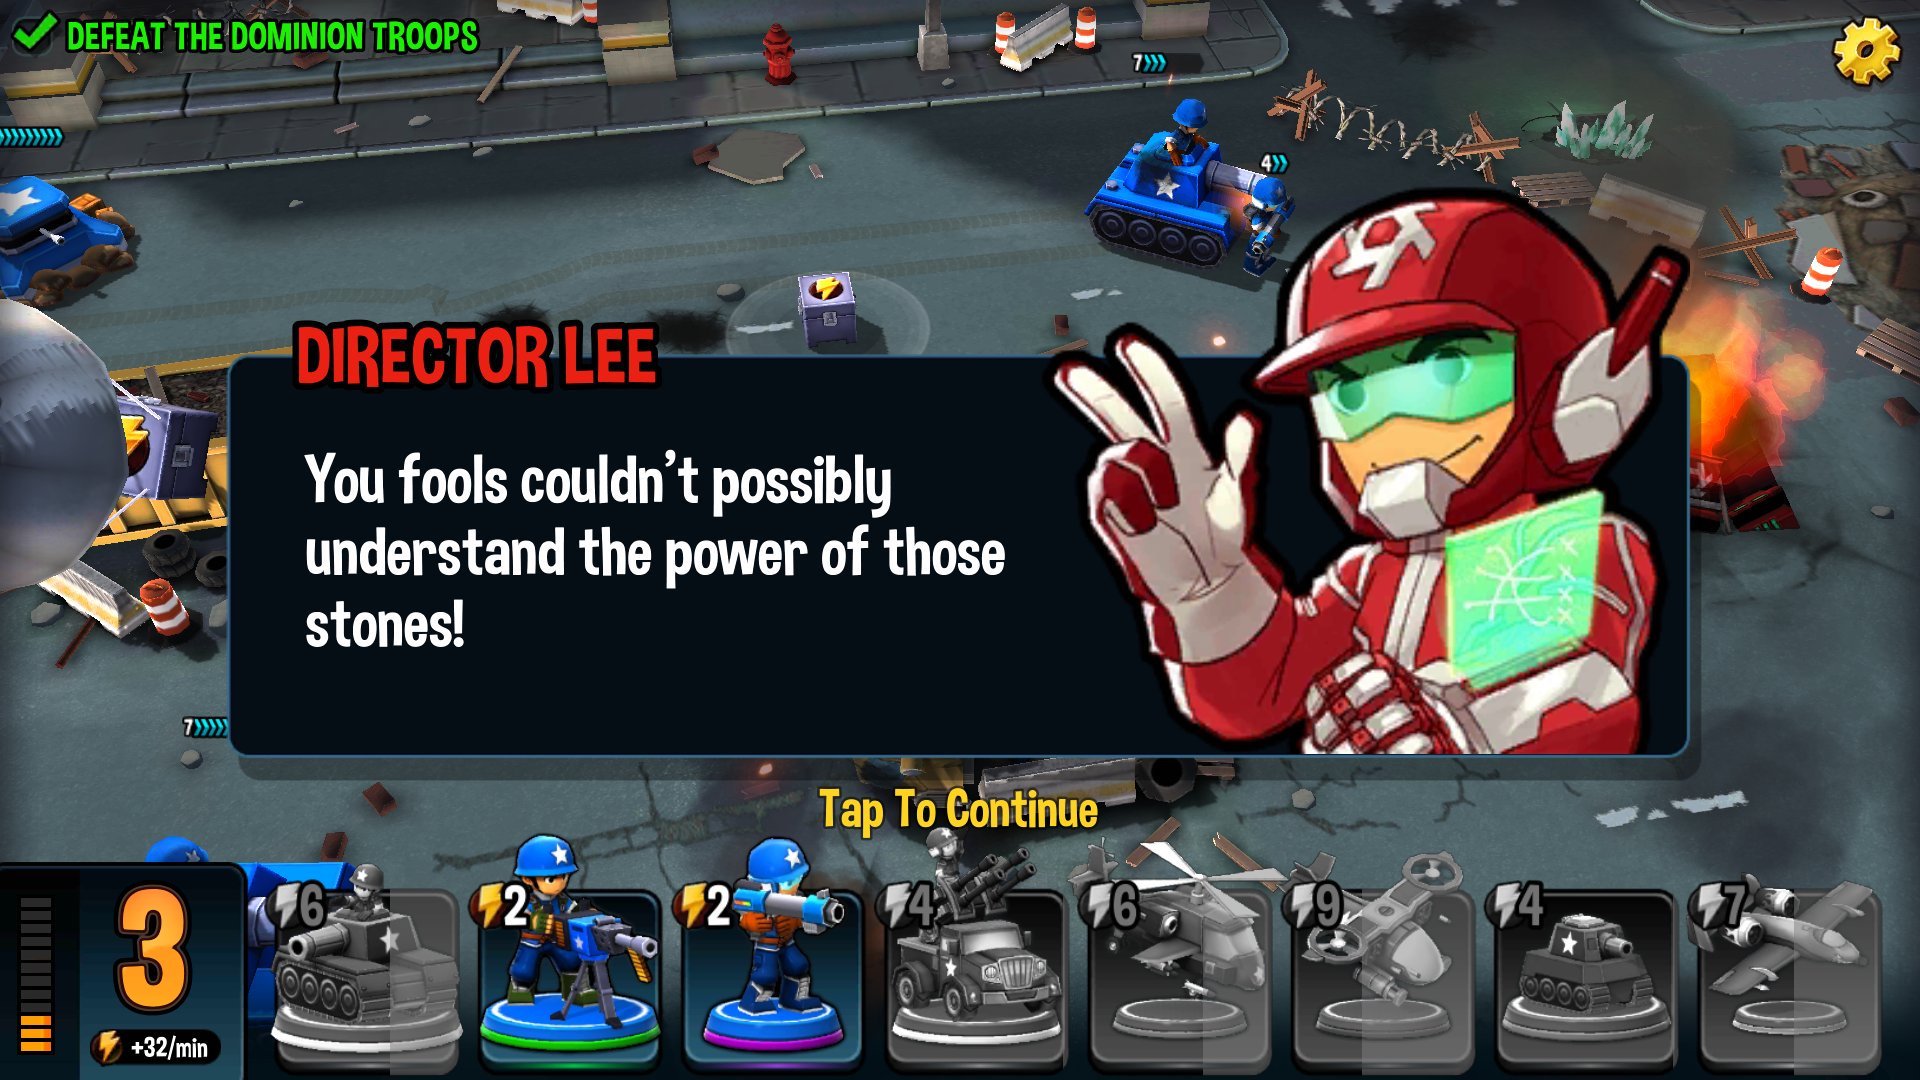 DEFEAT THE DOMINION TROOPS
7
4
DIRECTOR LEE
You fools couldn't possibly
understand the power of those
stones!
7
Tap To Continue
3
+32/min
6
2
2
4
6
9
4
7